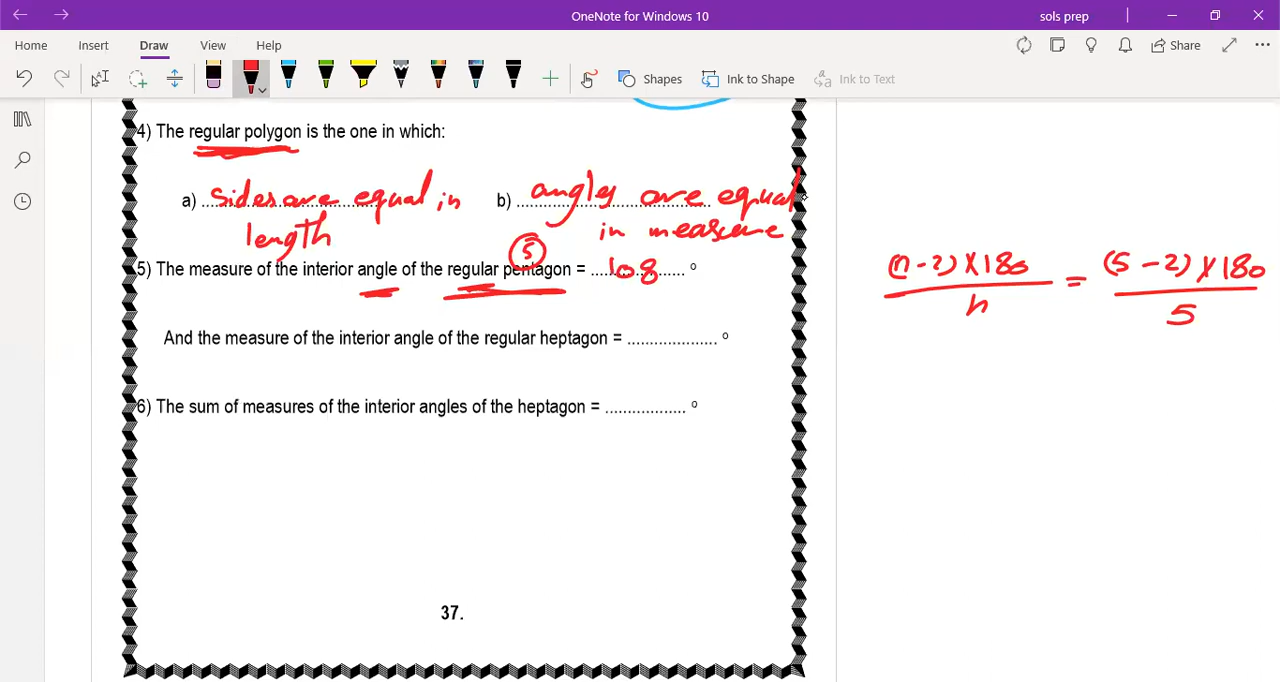 OneNote for Windows 10
sols prep
Home Insert Draw View Help
Share
Shapes Ink to Shape Ink to Text
4) The regular polygon is the one in which:
a) .......... sides are equal in length
b) .......... angles are equal in measure
5
5) The measure of the interior angle of the regular pentagon = .... 108 .... °
(n-2)×180 / n = (5-2)×180 / 5
And the measure of the interior angle of the regular heptagon = .................... °
6) The sum of measures of the interior angles of the heptagon = .................. °
37.